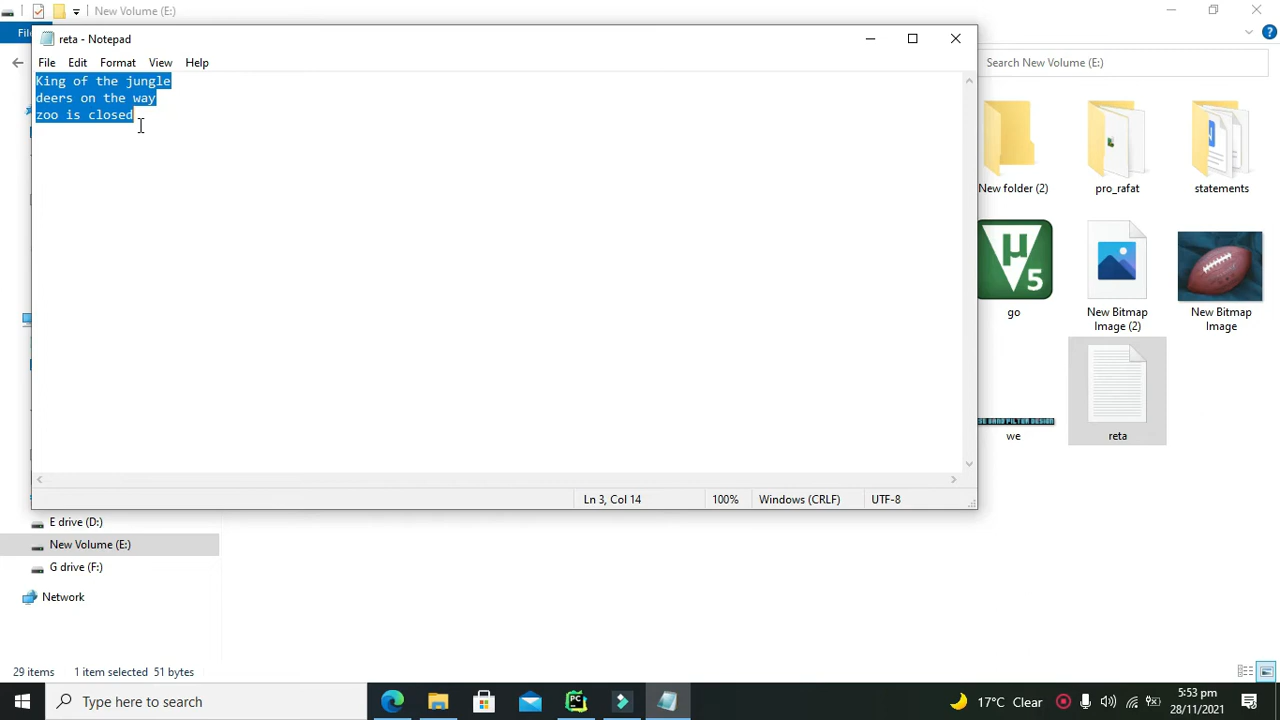 New Volume (E:)
reta - Notepad
File
Edit
Format
View
Help
Search New Volume (E:)
King of the jungle
deers on the way
zoo is closed
New folder (2)
pro_rafat
statements
µ
5
go
New Bitmap
Image (2)
New Bitmap
Image
we
reta
Ln 3, Col 14
100%
Windows (CRLF)
UTF-8
E drive (D:)
New Volume (E:)
G drive (F:)
Network
29 items
1 item selected 51 bytes
Type here to search
PC
17°C Clear
5:53 pm
28/11/2021